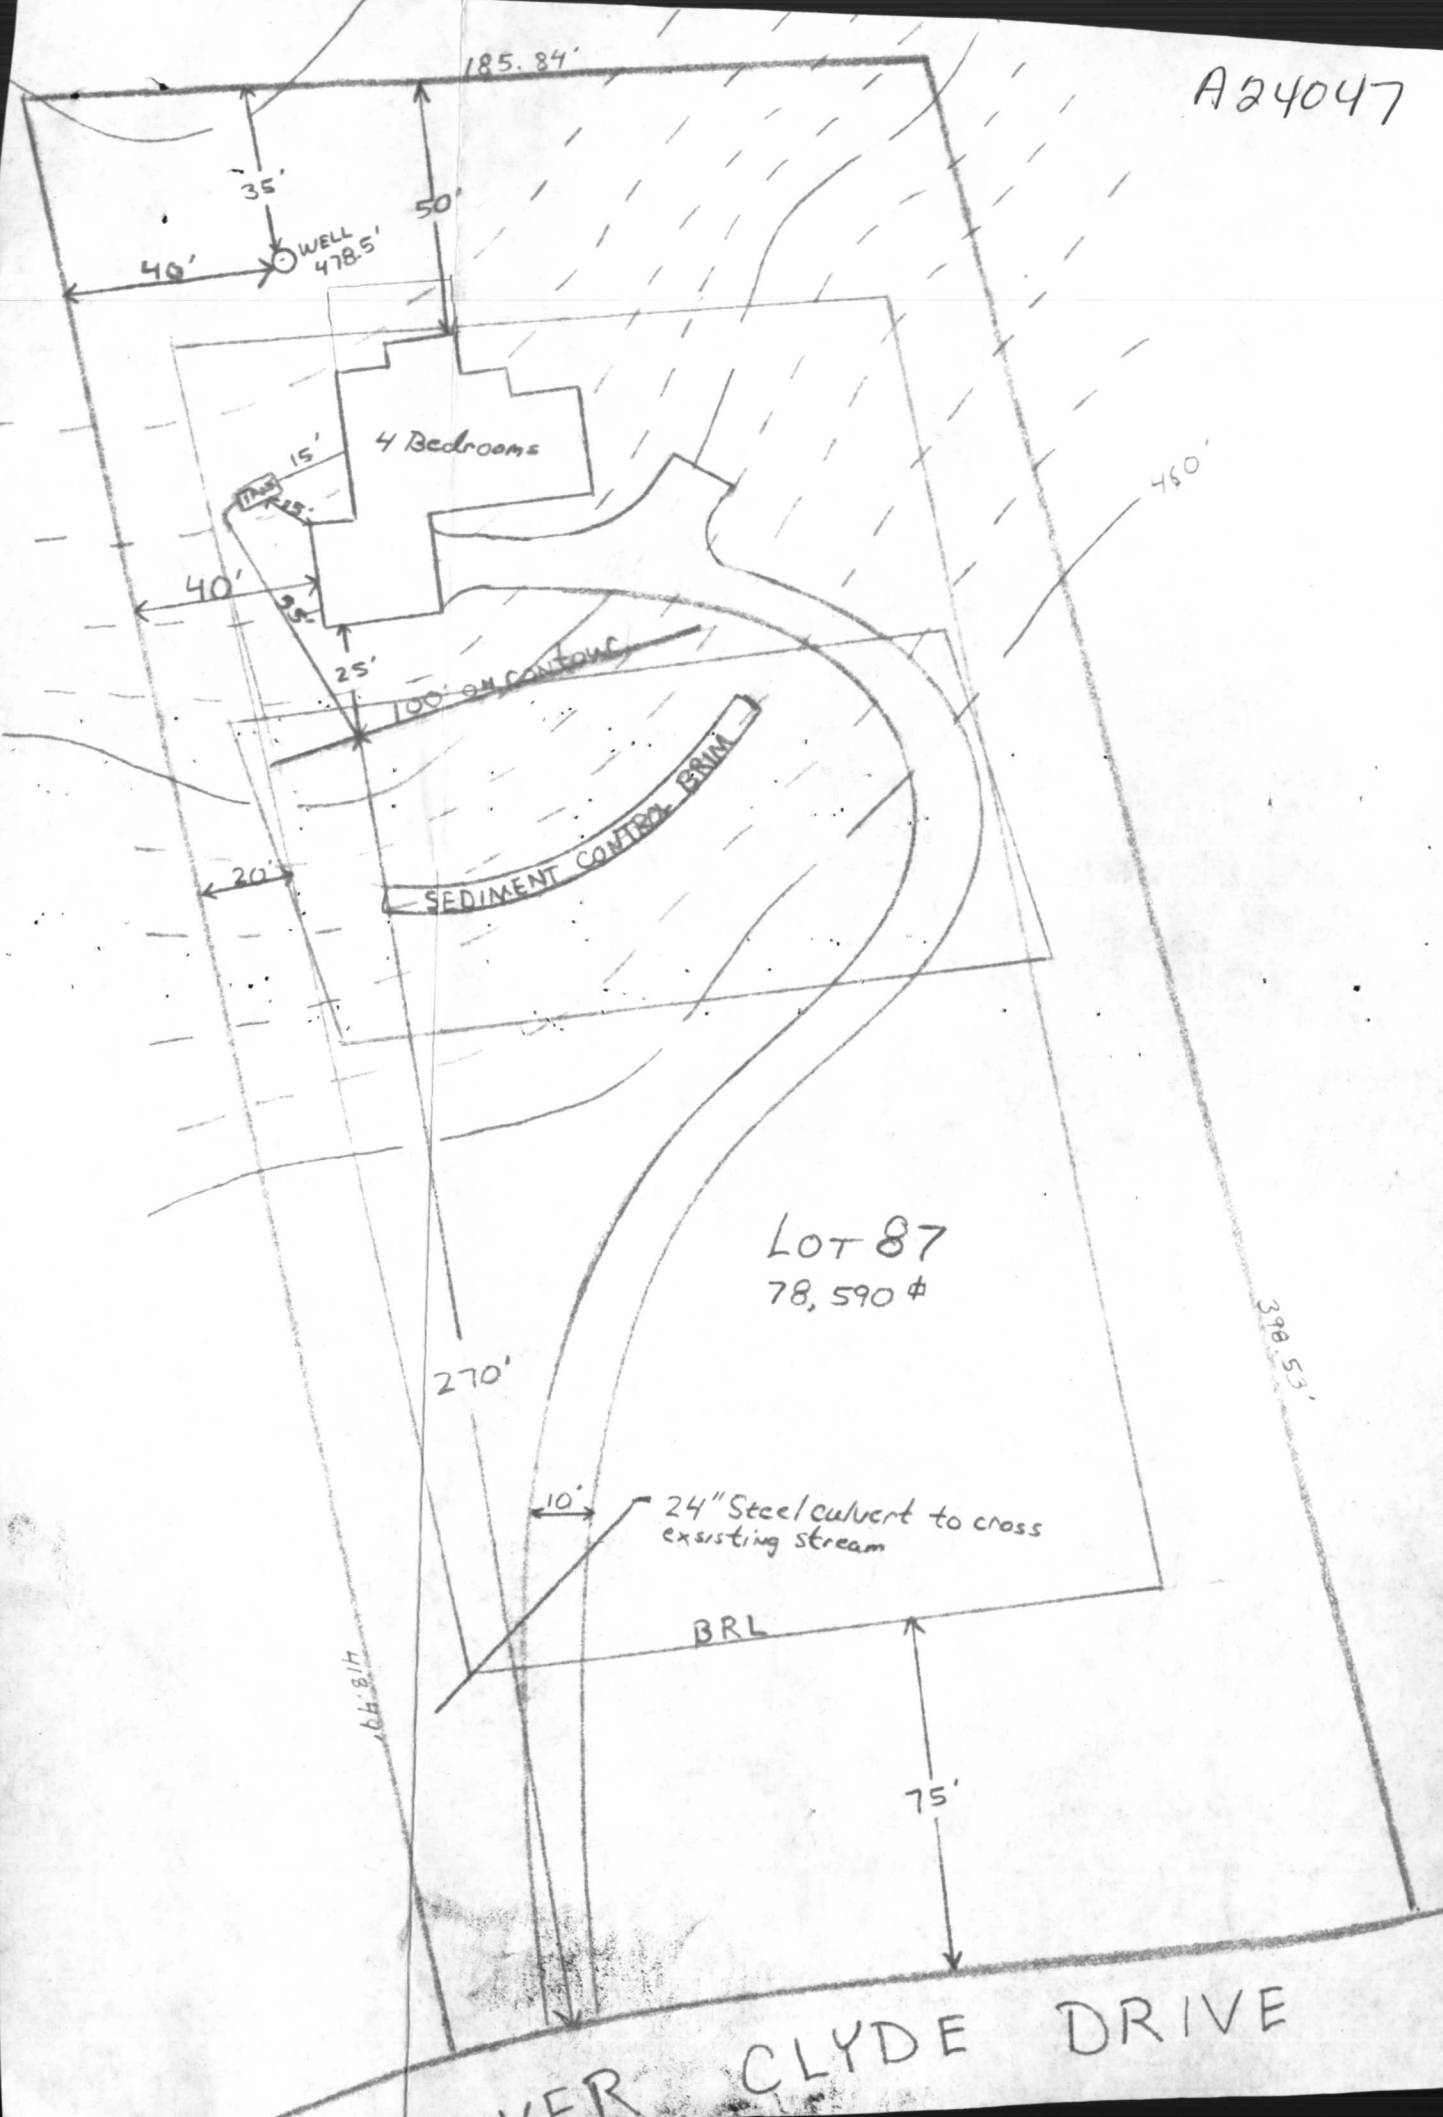 185.84'
A24047
35'
50'
WELL
478.5'
40'
4 Bedrooms
15'
TANK
25'
460'
40'
35'
25'
100' ON CONTOUR
SEDIMENT CONTROL BRIM
20'
LOT 87
78,590
398.53'
270'
10'
24" Steel culvert to cross
exsisting stream
BRL
75'
CLYDE DRIVE